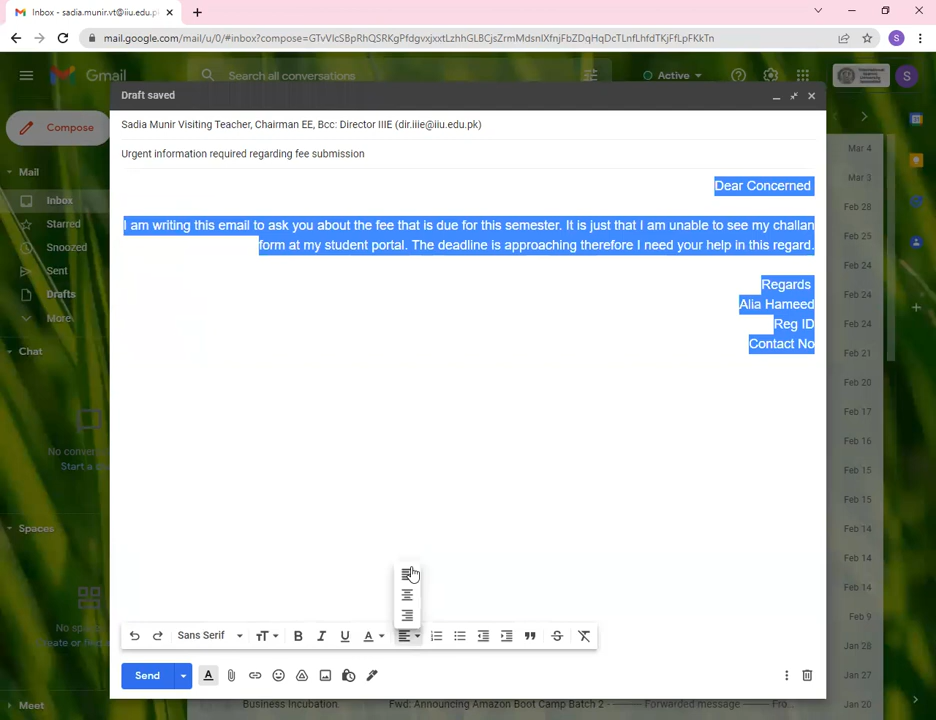 Inbox - sadia.munir.vt@iiu.edu.p
mail.google.com/mail/u/0/#inbox?compose=GTvVlcSBpRhQSRKgPfdgvxjxxtLzhhGLBCjsZrmMdsnlXfnjFbZDqHqDcTLnfLhfdTKjFfLpFKkTn
S
Gmail
Search all conversations
Active
S
Compose
Mail
Inbox
Starred
Snoozed
Sent
Drafts
More
Chat
No
Start a
Spaces
Meet
Draft saved
Sadia Munir Visiting Teacher, Chairman EE, Bcc: Director IIIE (dir.iiie@iiu.edu.pk)
Urgent information required regarding fee submission
Dear Concerned
I am writing this email to ask you about the fee that is due for this semester. It is just that I am unable to see my challan
form at my student portal. The deadline is approaching therefore I need your help in this regard.
Regards
Alia Hameed
Reg ID
Contact No
Sans Serif
Send
Mar 4
Mar 3
Feb 28
Feb 25
Feb 24
Feb 24
Feb 24
Feb 21
Feb 20
Feb 17
Feb 16
Feb 15
Feb 15
Feb 14
Feb 14
Feb 14
Feb 9
Jan 28
Jan 27
Business Incubation.
Fwd: Announcing Amazon Boot Camp Batch 2 - ---------- Forwarded message ---------
Jan 20